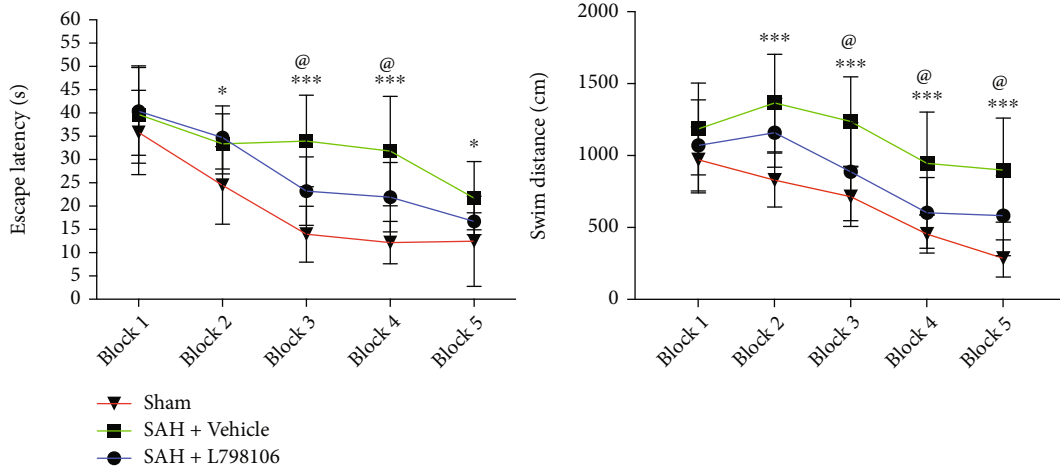 Escape latency (s)
60
55
50
45
40
35
30
25
20
15
10
5
0
*
@
***
@
***
*
Block 1
Block 2
Block 3
Block 4
Block 5
Swim distance (cm)
2000
1500
1000
500
0
***
@
***
@
***
@
***
Block 1
Block 2
Block 3
Block 4
Block 5
Sham
SAH + Vehicle
SAH + L798106